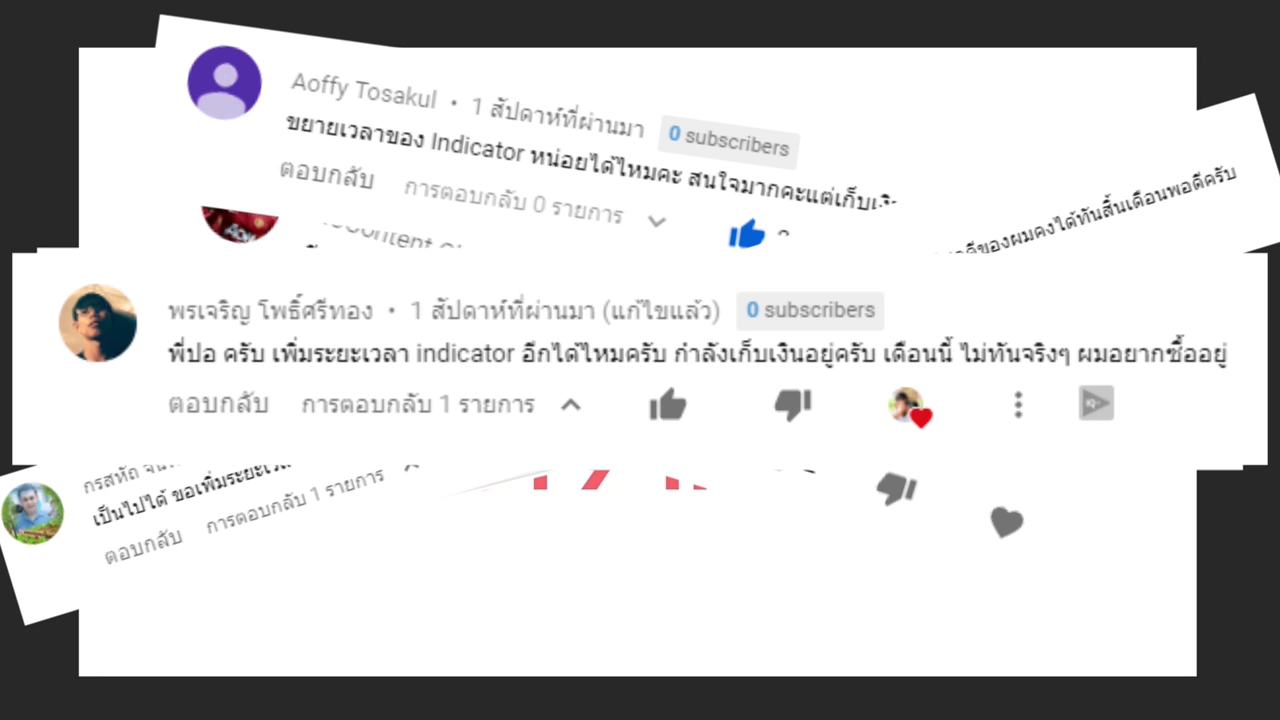 Aoffy Tosakul • 1 สัปดาห์ที่ผ่านมา 0 subscribers
ขยายเวลาของ Indicator หน่อยได้ไหมคะ สนใจมากคะแต่เก็บ
ตอบกลับ การตอบกลับ 0 รายการ
ของผมคงได้ทันสิ้นเดือนพอดีครับ
พรเจริญ โพธิ์ศรีทอง • 1 สัปดาห์ที่ผ่านมา (แก้ไขแล้ว) 0 subscribers
พี่ปอ ครับ เพิ่มระยะเวลา indicator อีกได้ไหมครับ กำลังเก็บเงินอยู่ครับ เดือนนี้ ไม่ทันจริงๆ ผมอยากซื้ออยู่
ตอบกลับ การตอบกลับ 1 รายการ
กรสหัถ
เป็นไปได้ ขอเพิ่มระยะเวลา
ตอบกลับ การตอบกลับ 1 รายการ